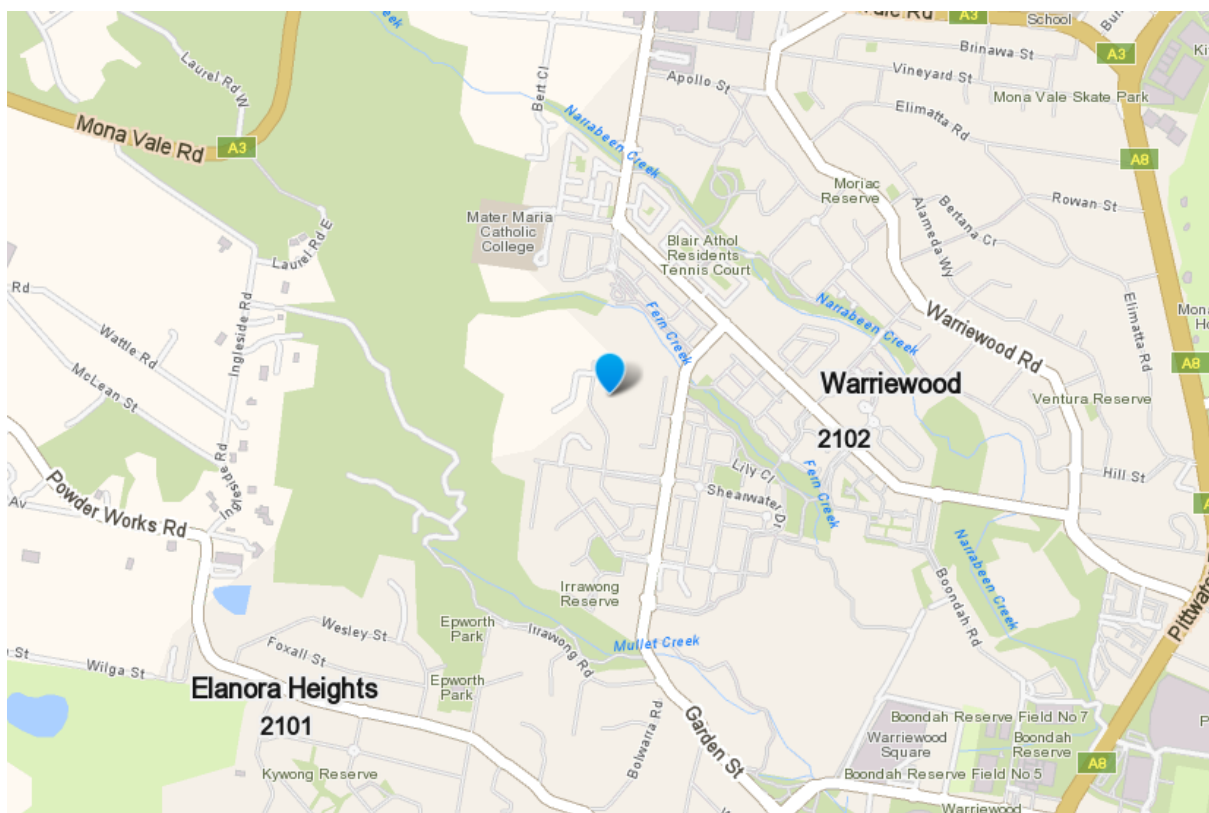 Vale Rd
A3
School
Laurel Rd W
Brinawa St
A3
Bert Cl
Apollo St
Vineyard St
Mona Vale Skate Park
Mona Vale Rd
A3
Narrabeen Creek
Elimatta Rd
A8
Moriac
Reserve
Alameda Wy
Bertana Cr
Rowan St
Mater Maria
Catholic
College
Laurel Rd E
Blair Athol
Residents
Tennis Court
Rd
Wattle Rd
Ingleside Rd
Fern Creek
Narrabeen Creek
Warriewood Rd
Elimatta Rd
McLean St
A8
Warriewood
2102
Ventura Reserve
Ingleside Rd
Powder Works Rd
Av
Lily Cl
Shearwater Dr
Fern Creek
Hill St
Narrabeen Creek
Boondah Rd
Irrawong
Reserve
Mullet Creek
Epworth
Park
Irrawong Rd
Wesley St
Foxall St
Wilga St
Epworth
Park
Elanora Heights
2101
Bolwarra Rd
Garden St
Kywong Reserve
Boondah Reserve Field No 7
Warriewood
Square
Boondah
Reserve
Boondah Reserve Field No 5
A8
Warriewood